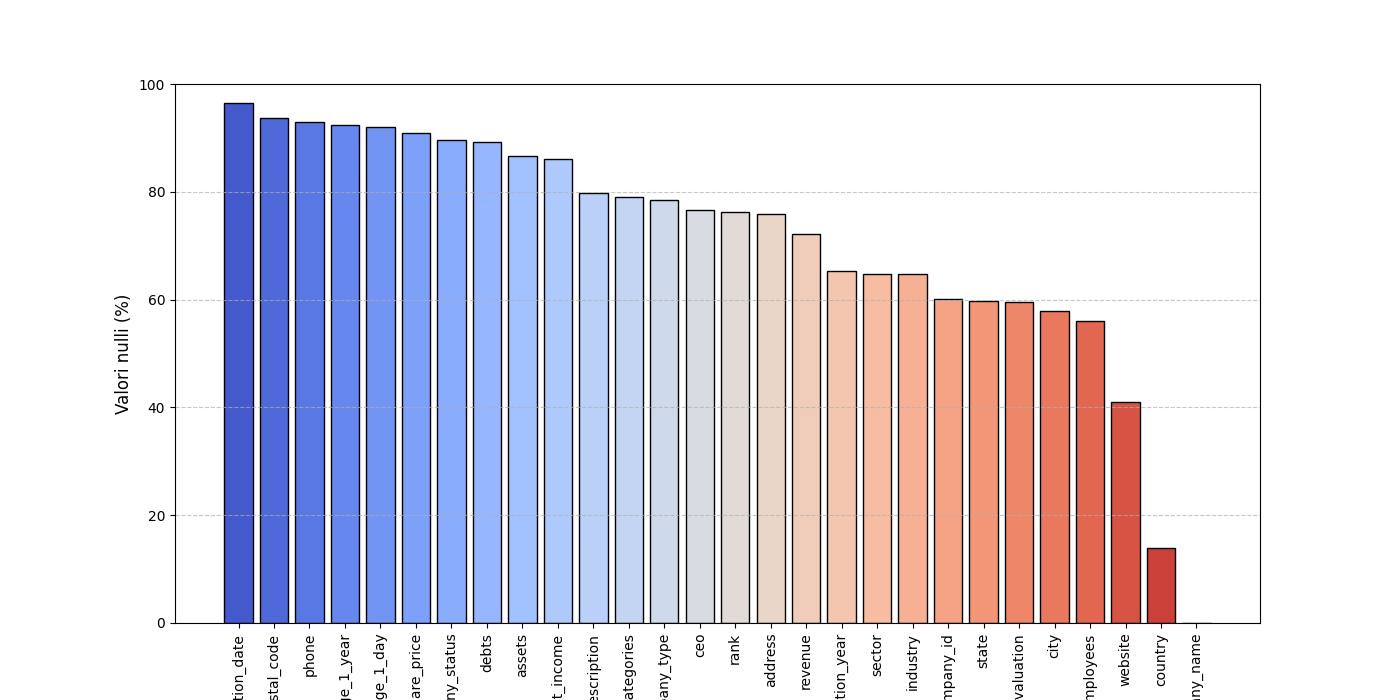 100
80
60
40
20
0
Valori nulli (%)
tion_date
stal_code
phone
ge_1_year
ge_1_day
are_price
ny_status
debts
assets
t_income
escription
ategories
any_type
ceo
rank
address
revenue
tion_year
sector
industry
mpany_id
state
valuation
city
mployees
website
country
ny_name